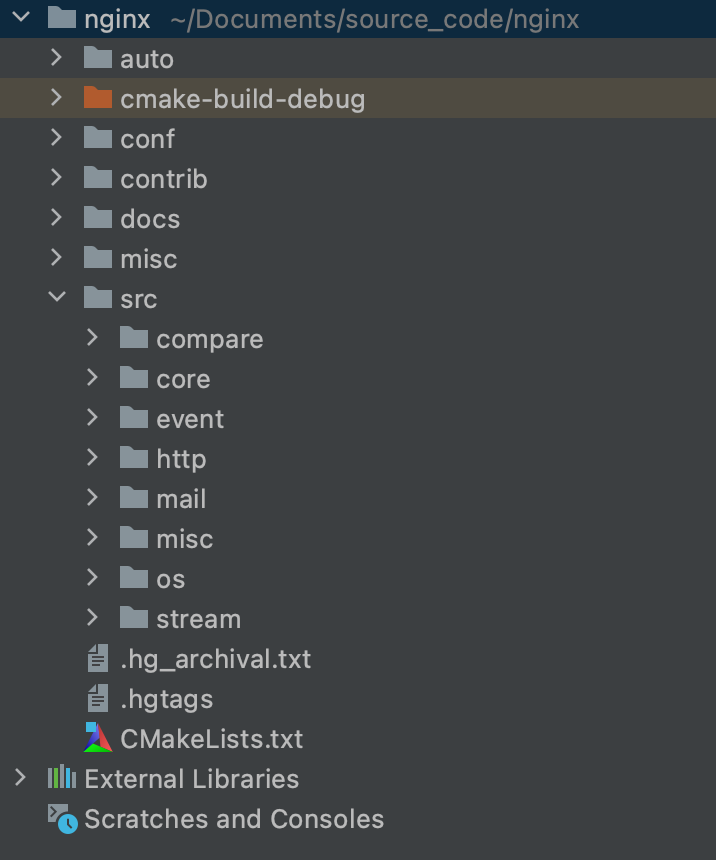 nginx ~/Documents/source_code/nginx
auto
cmake-build-debug
conf
contrib
docs
misc
src
compare
core
event
http
mail
misc
os
stream
.hg_archival.txt
.hgtags
CMakeLists.txt
External Libraries
Scratches and Consoles